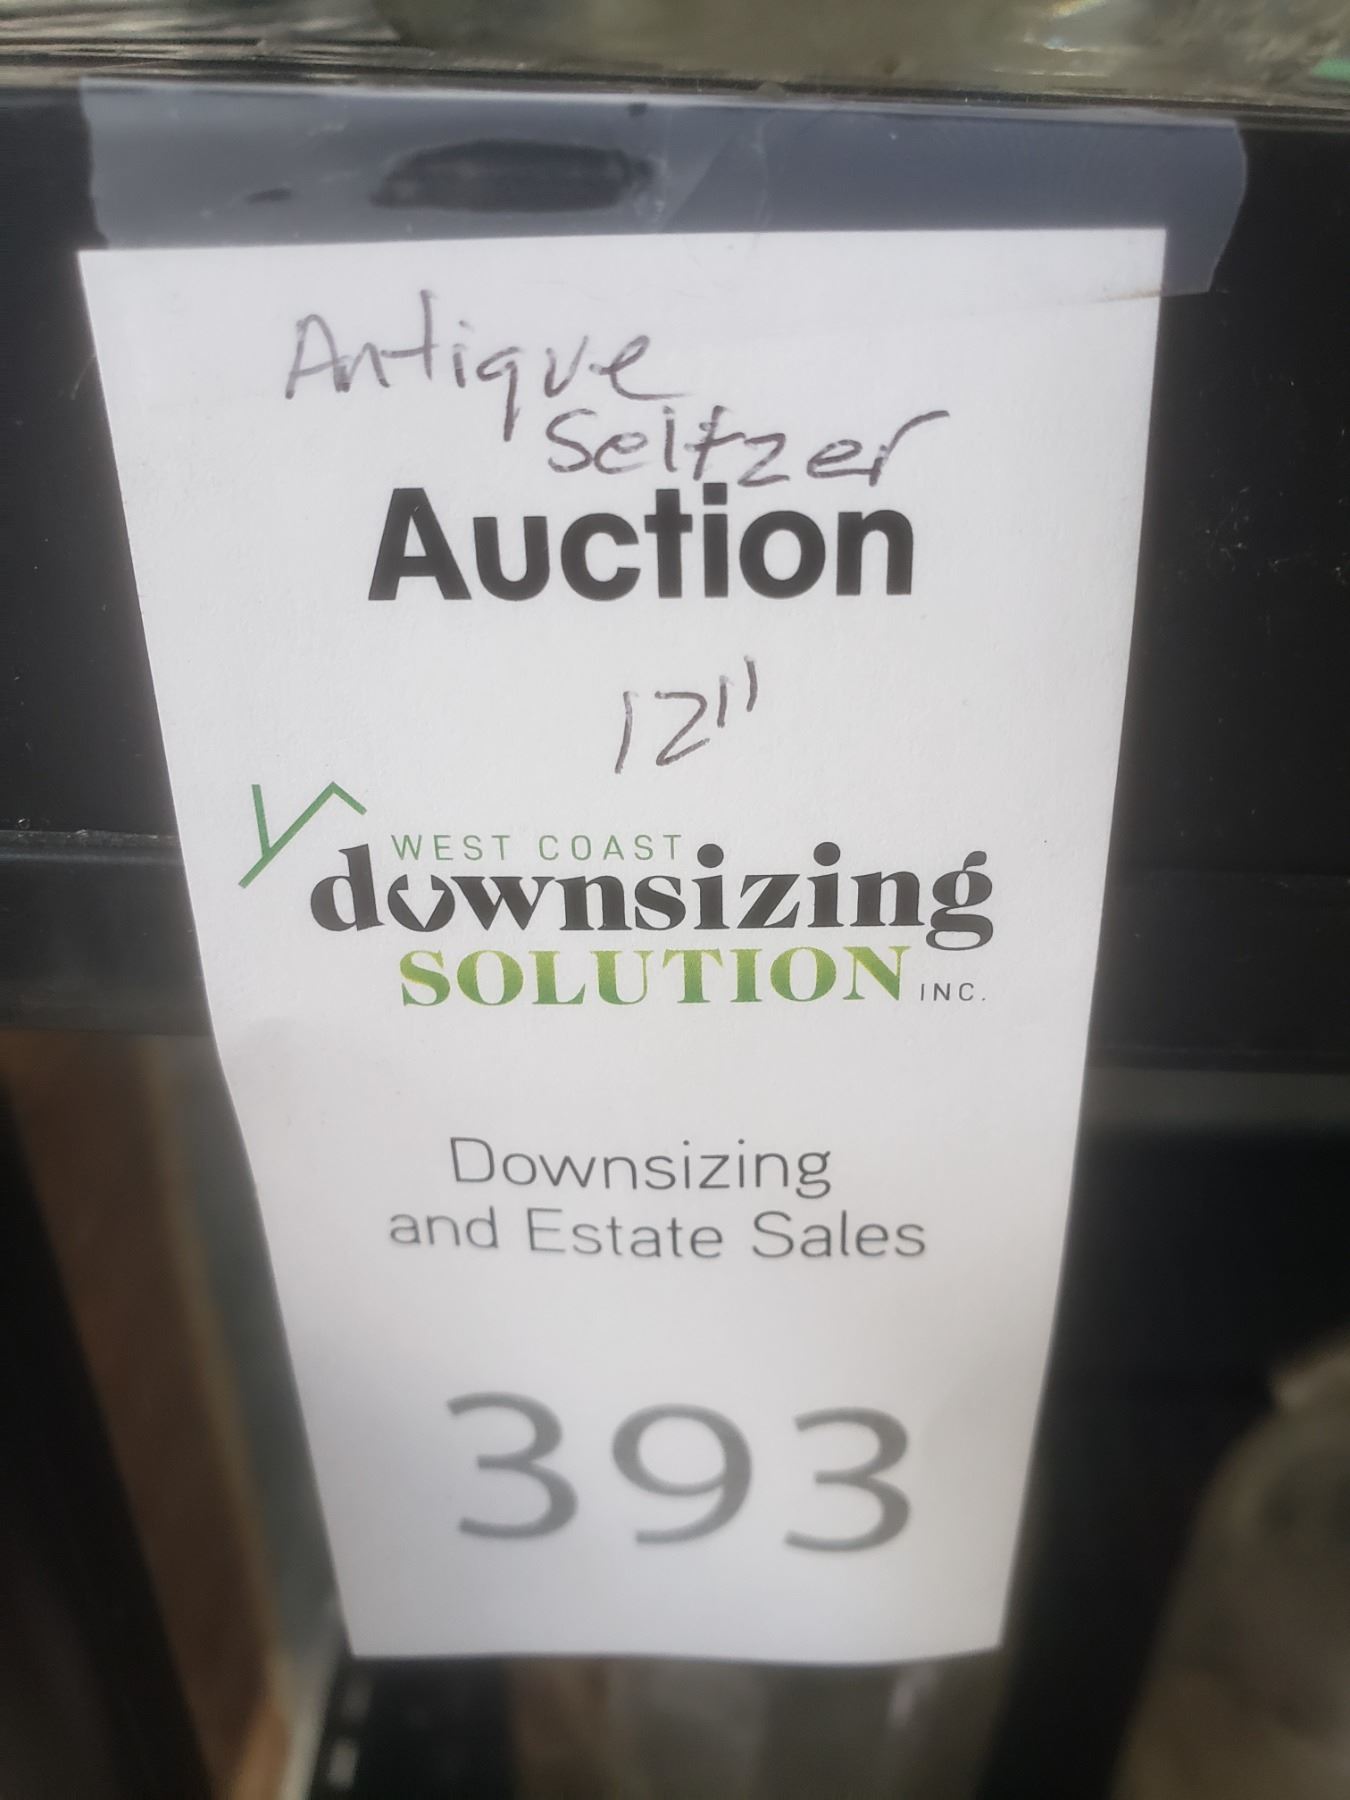 Antique
Seltzer
Auction
12"
WEST COAST
downsizing
SOLUTION INC.
Downsizing
and Estate Sales
393